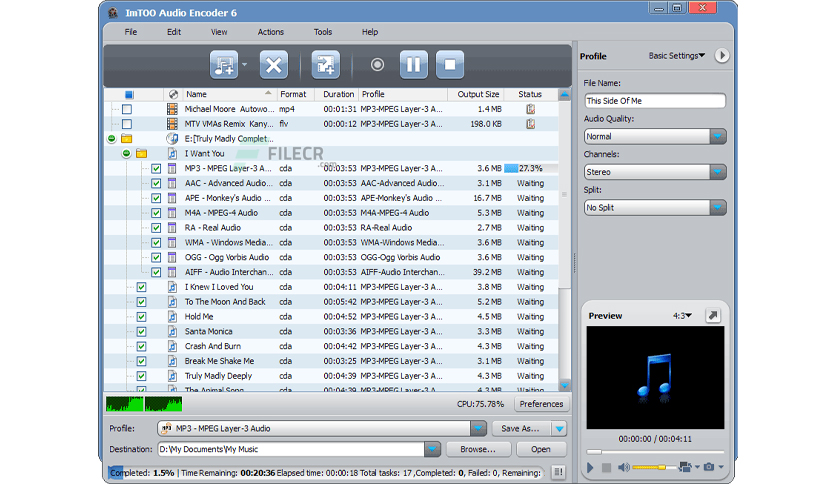 ImTOO Audio Encoder 6
File Edit View Actions Tools Help
Name Format Duration Profile Output Size Status
Michael Moore Autowo... mp4 00:01:31 MP3-MPEG Layer-3 A... 1.4 MB
MTV VMAs Remix Kany... flv 00:00:12 MP3-MPEG Layer-3 A... 198.0 KB
E:[Truly Madly Complet...
I Want You
FILECR
.com
MP3 - MPEG Layer-3 A... cda 00:03:53 MP3-MPEG Layer-3 A... 3.6 MB 27.3%
AAC - Advanced Audio... cda 00:03:53 AAC-Advanced Audio... 3.1 MB Waiting
APE - Monkey's Audio ... cda 00:03:53 APE-Monkey's Audio ... 16.7 MB Waiting
M4A - MPEG-4 Audio cda 00:03:53 M4A-MPEG-4 Audio 5.3 MB Waiting
RA - Real Audio cda 00:03:53 RA-Real Audio 2.7 MB Waiting
WMA - Windows Media... cda 00:03:53 WMA-Windows Media... 3.6 MB Waiting
OGG - Ogg Vorbis Audio cda 00:03:53 OGG-Ogg Vorbis Audio 3.6 MB Waiting
AIFF - Audio Interchan... cda 00:03:53 AIFF-Audio Interchan... 39.2 MB Waiting
I Knew I Loved You cda 00:04:11 MP3-MPEG Layer-3 A... 3.8 MB Waiting
To The Moon And Back cda 00:05:42 MP3-MPEG Layer-3 A... 5.2 MB Waiting
Hold Me cda 00:04:52 MP3-MPEG Layer-3 A... 4.5 MB Waiting
Santa Monica cda 00:03:36 MP3-MPEG Layer-3 A... 3.3 MB Waiting
Crash And Burn cda 00:04:42 MP3-MPEG Layer-3 A... 4.3 MB Waiting
Break Me Shake Me cda 00:03:25 MP3-MPEG Layer-3 A... 3.1 MB Waiting
Truly Madly Deeply cda 00:04:39 MP3-MPEG Layer-3 A... 4.3 MB Waiting
The Animal Song cda 00:04:39 MP3-MPEG Layer-3 A... 4.3 MB Waiting
CPU:75.78% Preferences
Profile: MP3 - MPEG Layer-3 Audio Save As...
Destination: D:\My Documents\My Music Browse... Open
Completed: 1.5% | Time Remaining: 00:20:36 Elapsed time: 00:00:18 Total tasks: 17 ,Completed: 0, Failed: 0, Remaining:
Profile Basic Settings
File Name:
This Side Of Me
Audio Quality:
Normal
Channels:
Stereo
Split:
No Split
Preview 4:3
00:00:00 / 00:04:11